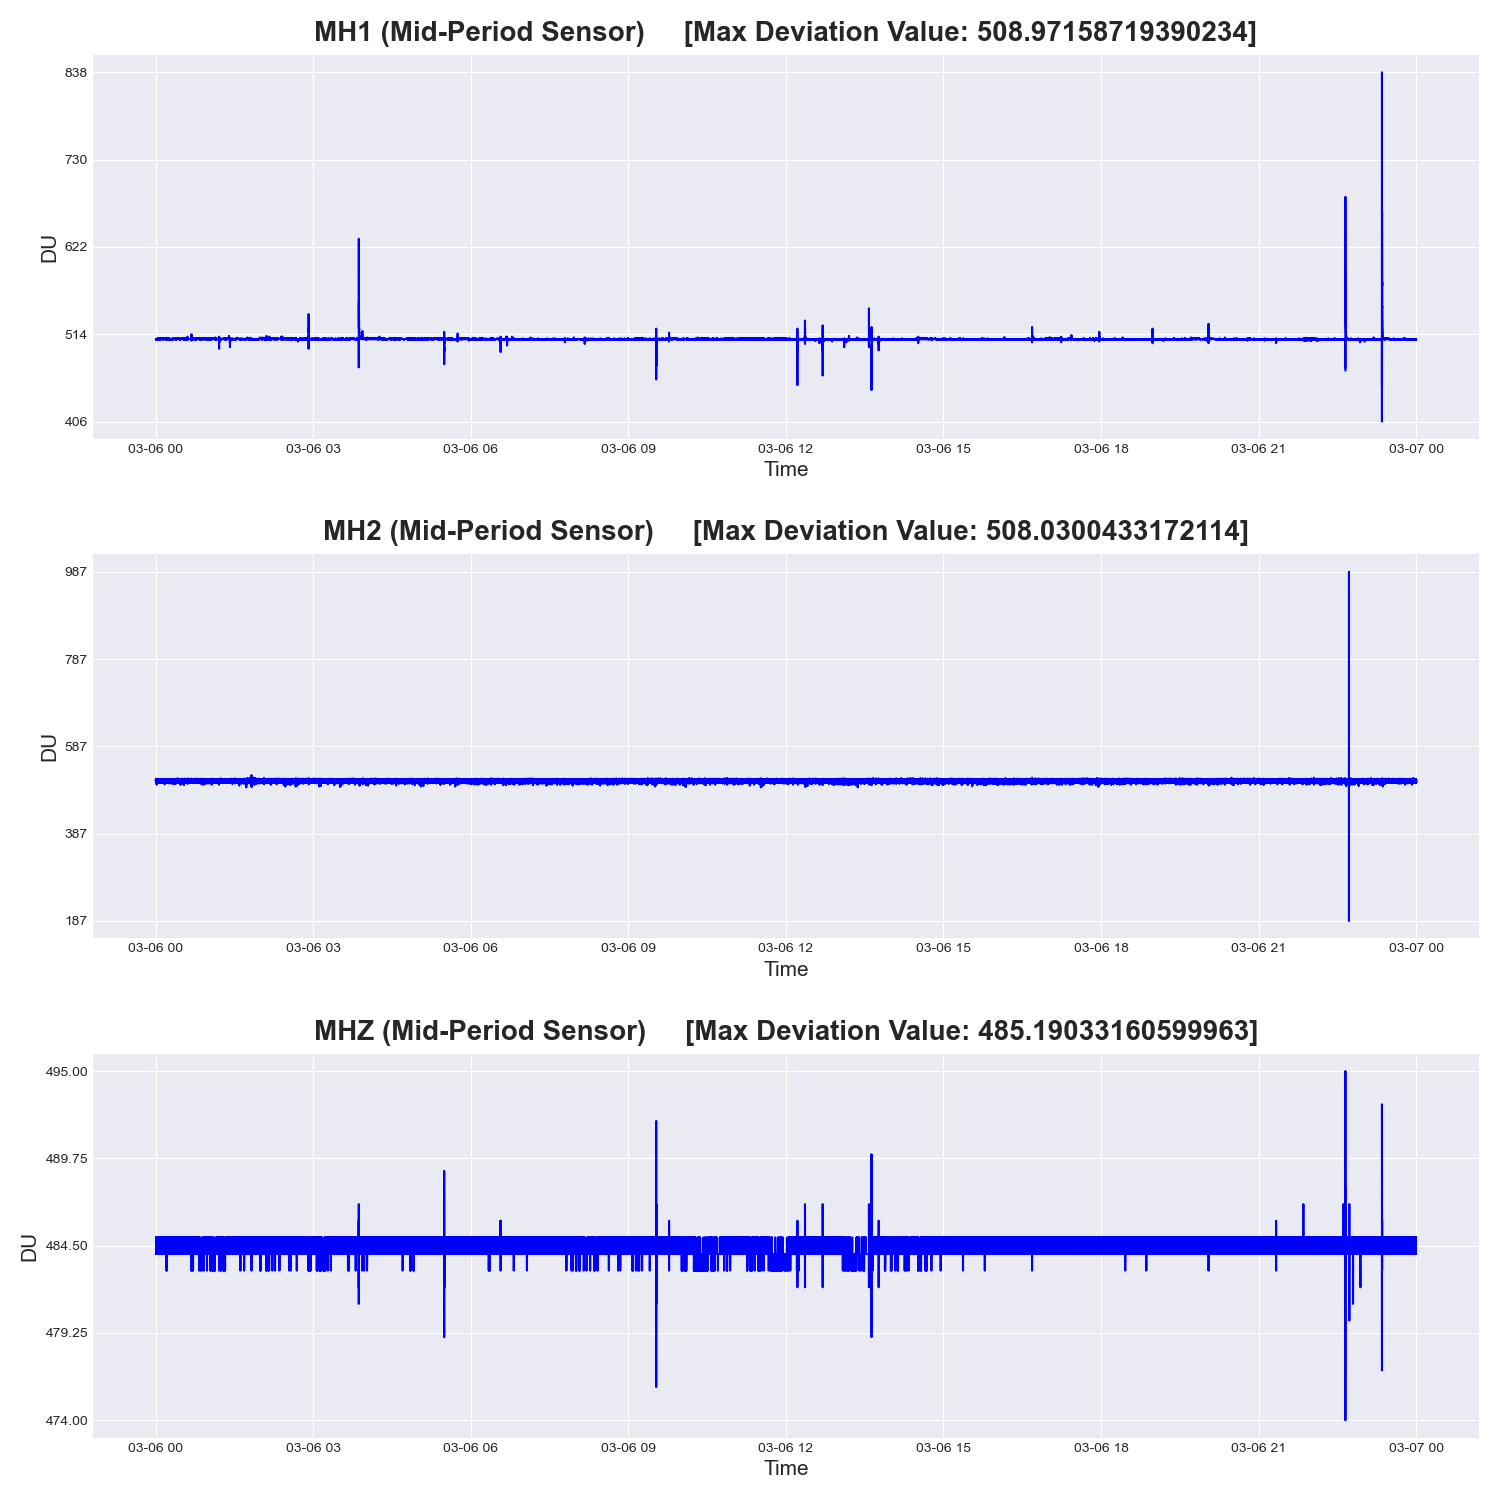 MH1 (Mid-Period Sensor) [Max Deviation Value: 508.97158719390234]
838
730
622
514
406
DU
03-06 00 03-06 03 03-06 06 03-06 09 03-06 12 03-06 15 03-06 18 03-06 21 03-07 00
Time
MH2 (Mid-Period Sensor) [Max Deviation Value: 508.0300433172114]
987
787
587
387
187
DU
03-06 00 03-06 03 03-06 06 03-06 09 03-06 12 03-06 15 03-06 18 03-06 21 03-07 00
Time
MHZ (Mid-Period Sensor) [Max Deviation Value: 485.19033160599963]
495.00
489.75
484.50
479.25
474.00
DU
03-06 00 03-06 03 03-06 06 03-06 09 03-06 12 03-06 15 03-06 18 03-06 21 03-07 00
Time